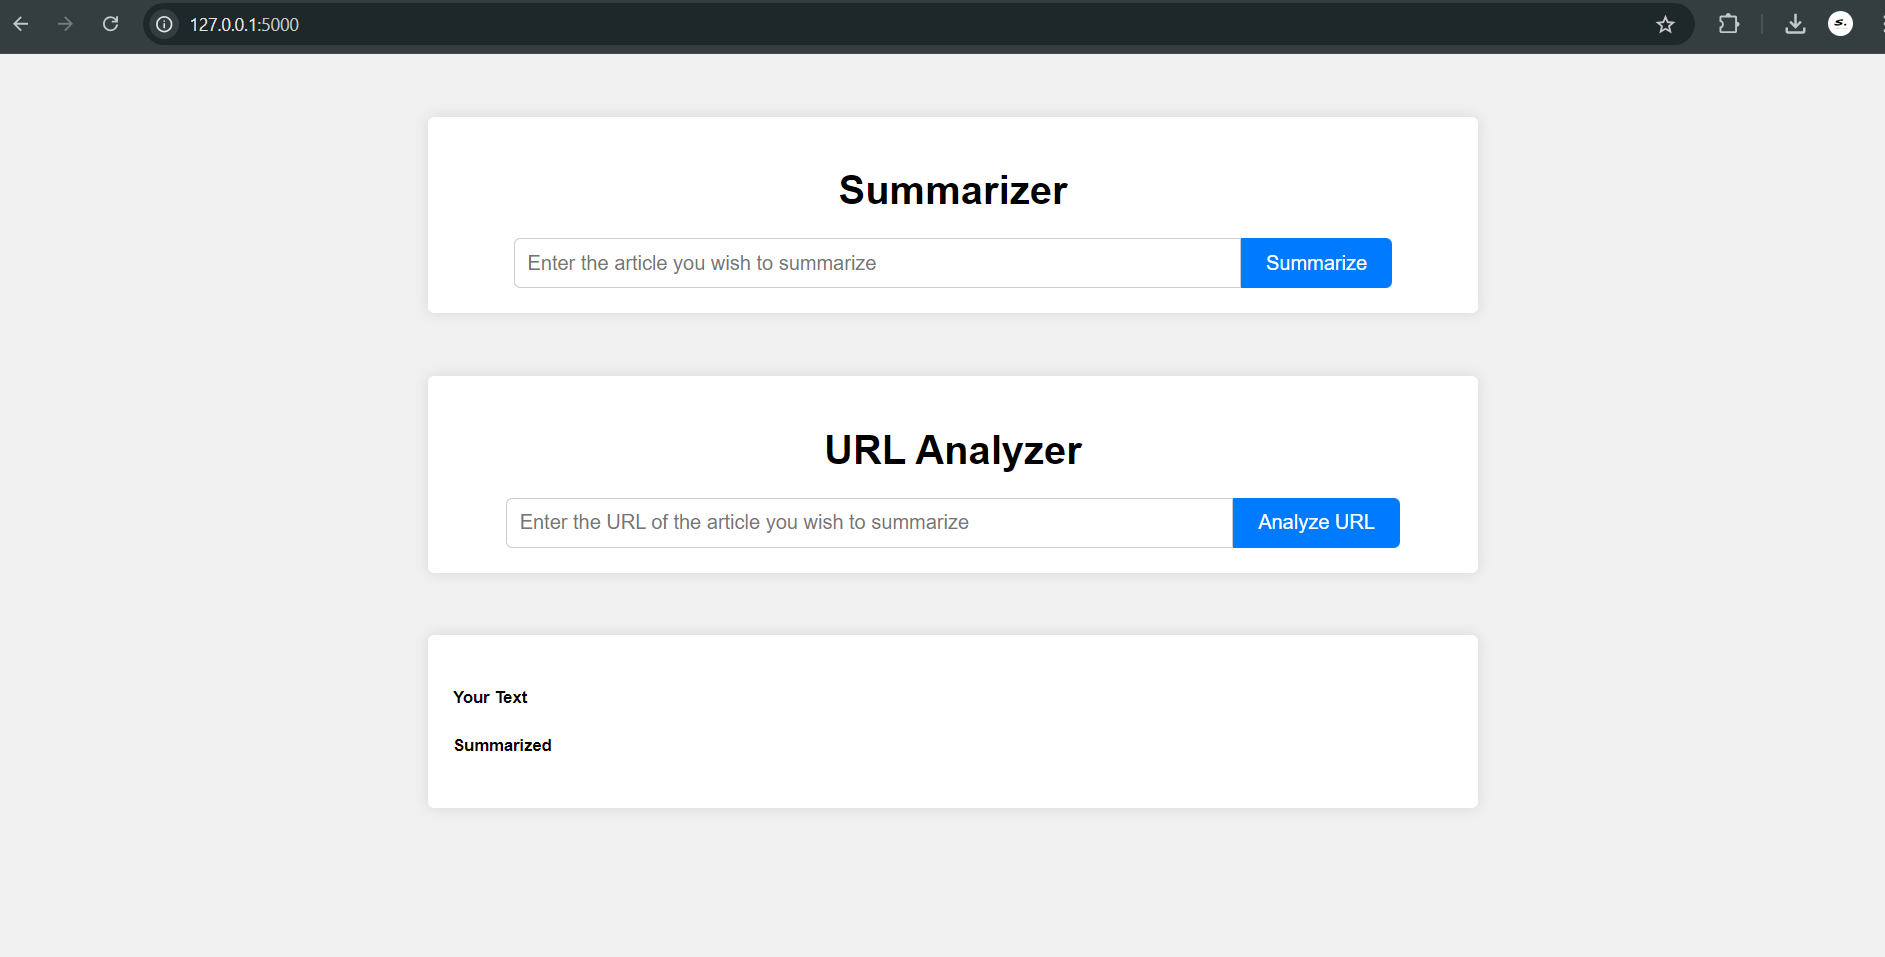 127.0.0.1:5000
s.
Summarizer
Enter the article you wish to summarize
Summarize
URL Analyzer
Enter the URL of the article you wish to summarize
Analyze URL
Your Text
Summarized